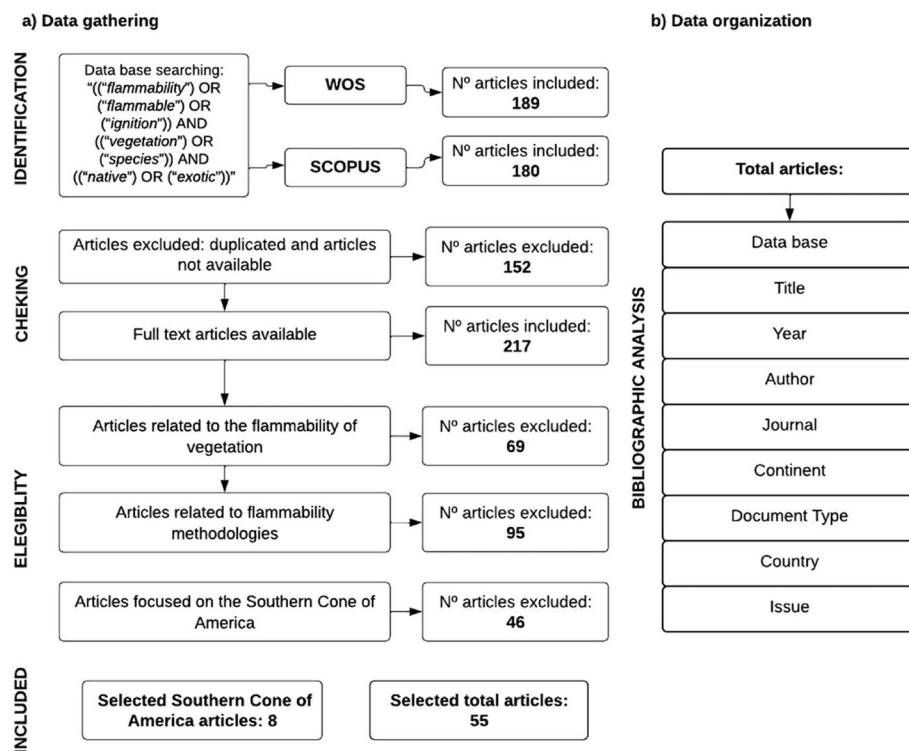 a) Data gathering
IDENTIFICATION
Data base searching:
“((“flammability”) OR
(“flammable”) OR
(“ignition”)) AND
((“vegetation”) OR
(“species”)) AND
((“native”) OR (“exotic”))”
WOS
Nº articles included:
189
SCOPUS
Nº articles included:
180
CHEKING
Articles excluded: duplicated and articles
not available
Nº articles excluded:
152
Full text articles available
Nº articles included:
217
ELEGIBLITY
Articles related to the flammability of
vegetation
Nº articles excluded:
69
Articles related to flammability
methodologies
Nº articles excluded:
95
Articles focused on the Southern Cone of
America
Nº articles excluded:
46
INCLUDED
Selected Southern Cone of
America articles: 8
Selected total articles:
55
b) Data organization
BIBLIOGRAPHIC ANALYSIS
Total articles:
Data base
Title
Year
Author
Journal
Continent
Document Type
Country
Issue